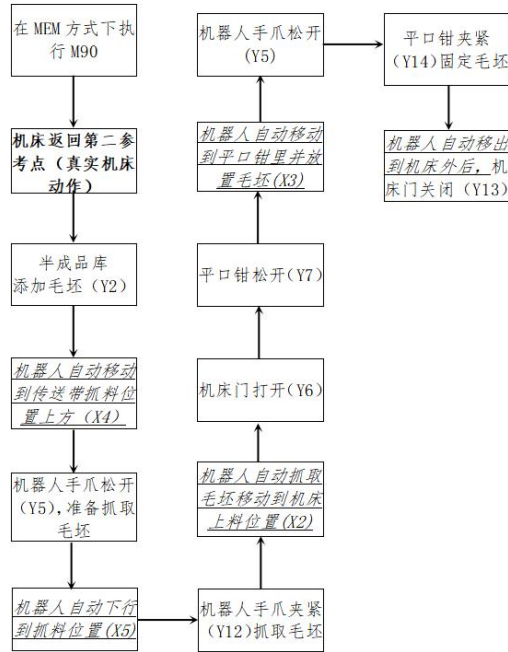 在 MEM 方式下执
行 M90
机床返回第二参
考点（真实机床
动作）
半成品库
添加毛坯（Y2）
机器人自动移动
到传送带抓料位
置上方（X4）
机器人手爪松开
（Y5）,准备抓取
毛坯
机器人自动下行
到抓料位置(X5)
机器人手爪夹紧
（Y12)抓取毛坯
机器人自动抓取
毛坯移动到机床
上料位置(X2)
机床门打开(Y6)
平口钳松开(Y7)
机器人自动移动
到平口钳里并放
置毛坯(X3)
机器人手爪松开
(Y5)
平口钳夹紧
（Y14)固定毛坯
机器人自动移出
到机床外后，机
床门关闭（Y13）